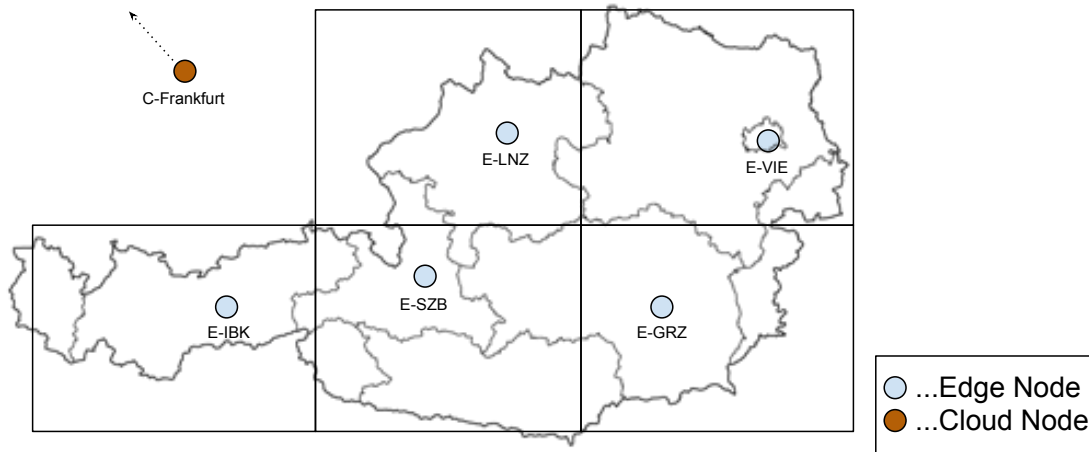 C-Frankfurt
E-LNZ
E-VIE
E-SZB
E-IBK
E-GRZ
...Edge Node
...Cloud Node